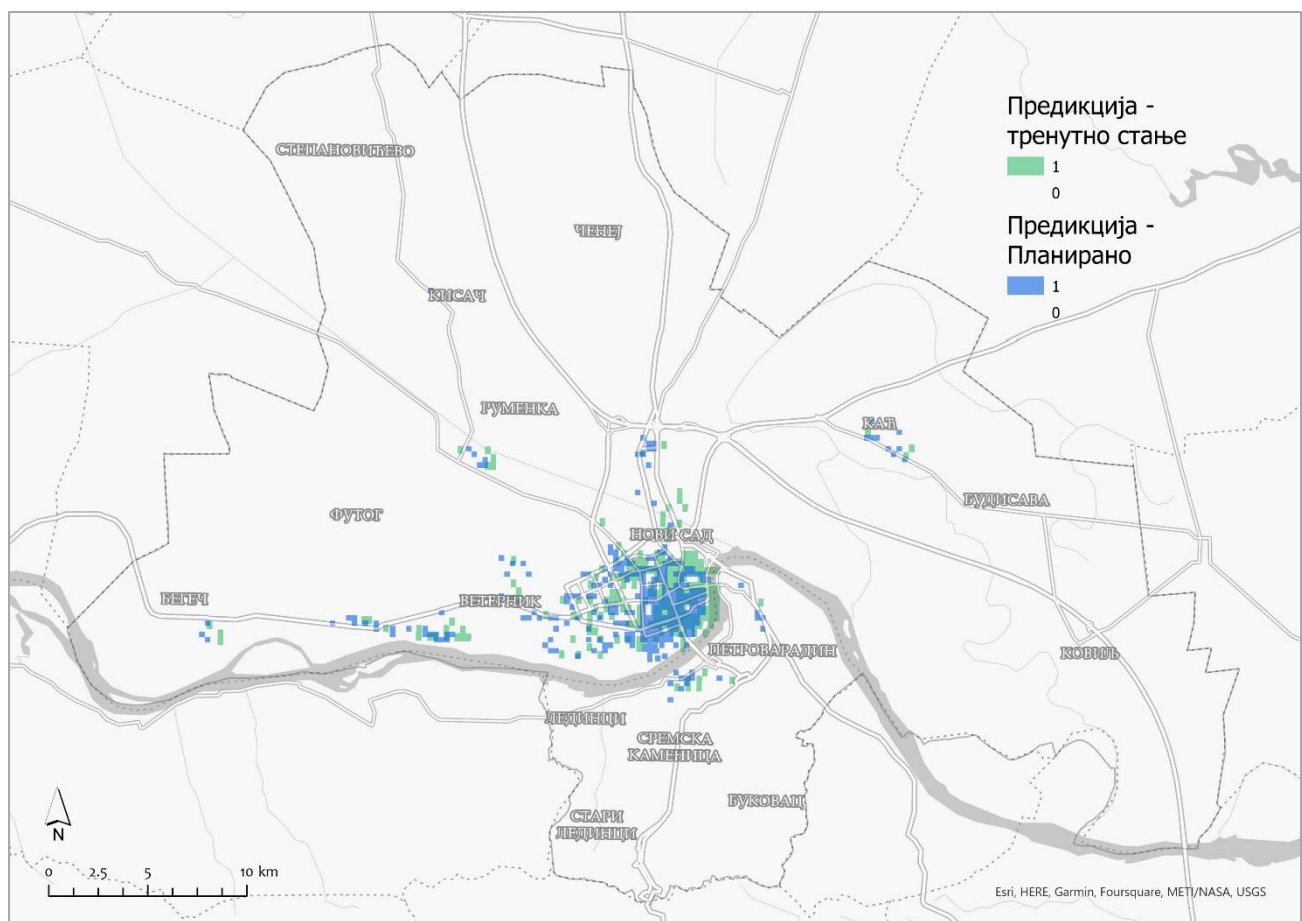 Предикција -
тренутно стање
1
0
Предикција -
Планирано
1
0
СТЕПАНОВИЋЕВО
ЧЕНЕЈ
КИСАЧ
РУМЕНКА
КАЋ
БУДИСАВА
ФУТОГ
НОВИ САД
БЕГЕЧ
ВЕТЕРНИК
ПЕТРОВАРАДИН
КОВИЉ
ЛЕДИНЦИ
СРЕМСКА
КАМЕНИЦА
БУКОВАЦ
СТАРИ
ЛЕДИНЦИ
N
0 2.5 5 10 km
Esri, HERE, Garmin, Foursquare, METI/NASA, USGS